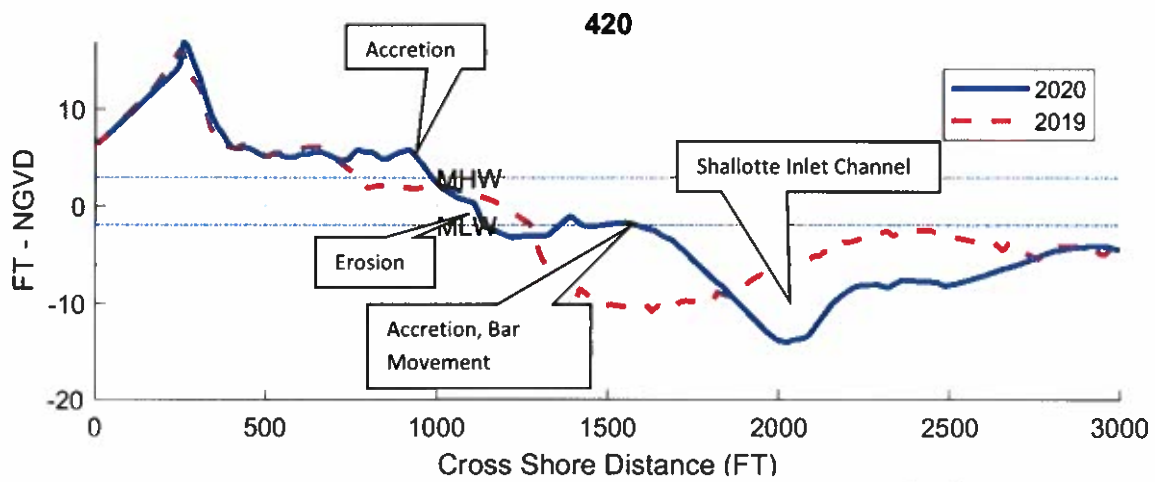 420
Accretion
2020
2019
Shallotte Inlet Channel
MHW
MLW
Erosion
Accretion, Bar
Movement
FT - NGVD
10
0
-10
-20
0
500
1000
1500
2000
2500
3000
Cross Shore Distance (FT)